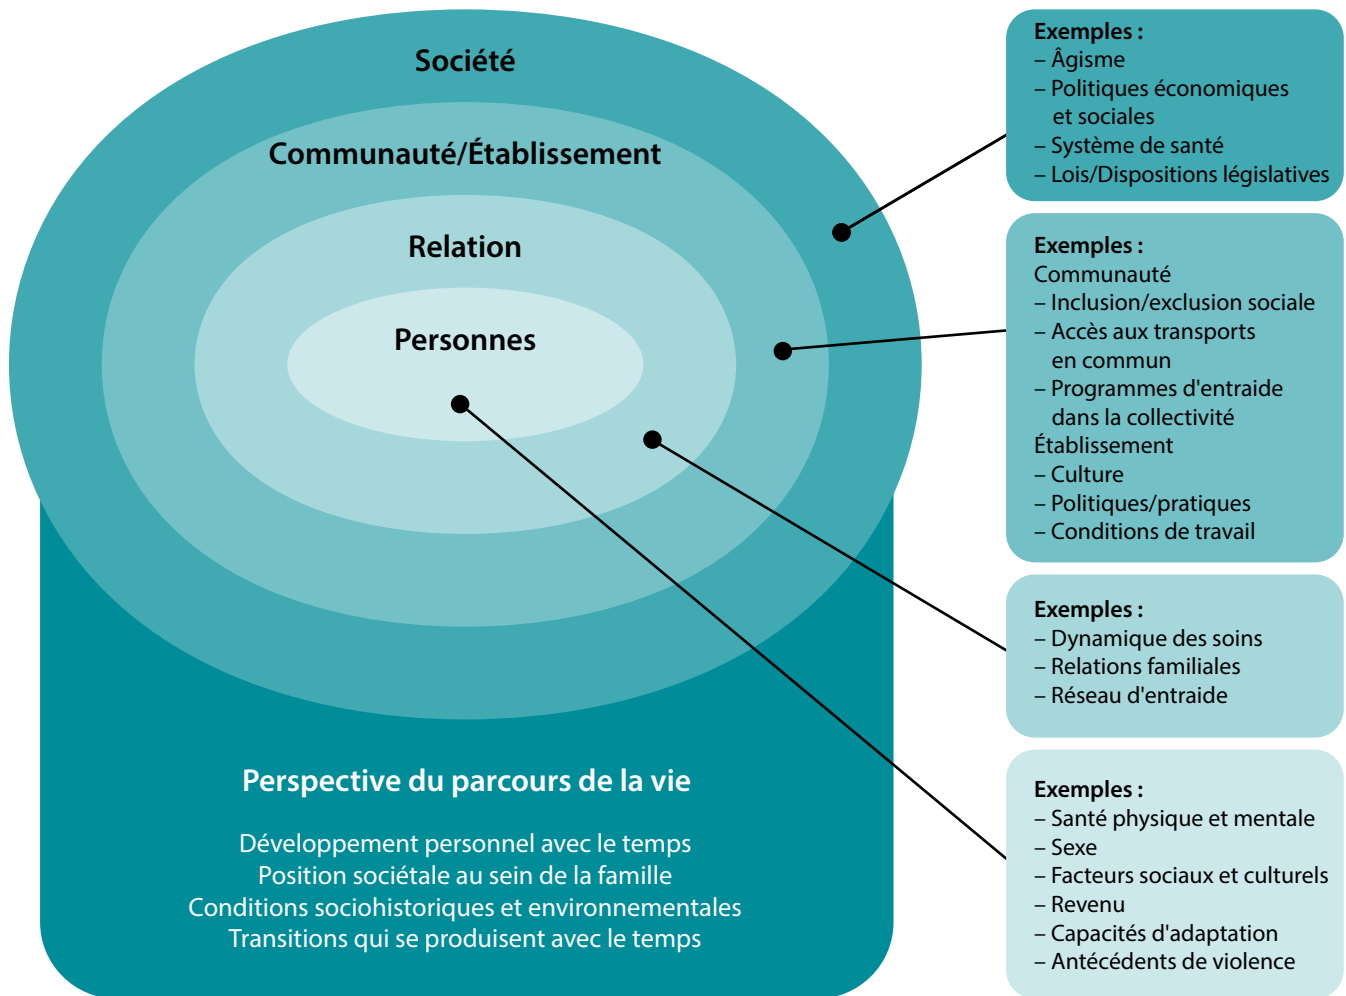 Société
Communauté/Établissement
Relation
Personnes
Perspective du parcours de la vie
Développement personnel avec le temps
Position sociétale au sein de la famille
Conditions sociohistoriques et environnementales
Transitions qui se produisent avec le temps
Exemples :
– Âgisme
– Politiques économiques
et sociales
– Système de santé
– Lois/Dispositions législatives
Exemples :
Communauté
– Inclusion/exclusion sociale
– Accès aux transports
en commun
– Programmes d'entraide
dans la collectivité
Établissement
– Culture
– Politiques/pratiques
– Conditions de travail
Exemples :
– Dynamique des soins
– Relations familiales
– Réseau d'entraide
Exemples :
– Santé physique et mentale
– Sexe
– Facteurs sociaux et culturels
– Revenu
– Capacités d'adaptation
– Antécédents de violence